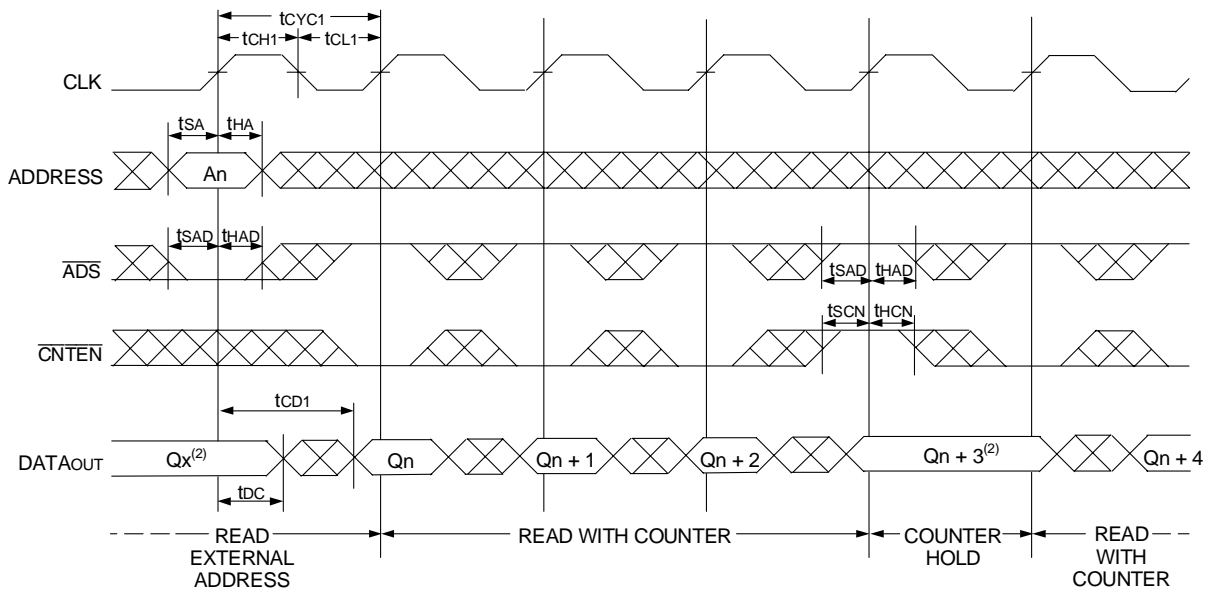 tCYC1
tCH1 tCL1
CLK
tSA tHA
ADDRESS An
tSAD tHAD
ADS
tSAD tHAD
tSCN tHCN
CNTEN
tCD1
DATAOUT Qx(2) Qn Qn + 1 Qn + 2 Qn + 3(2) Qn + 4
tDC
READ EXTERNAL ADDRESS
READ WITH COUNTER
COUNTER HOLD
READ WITH COUNTER